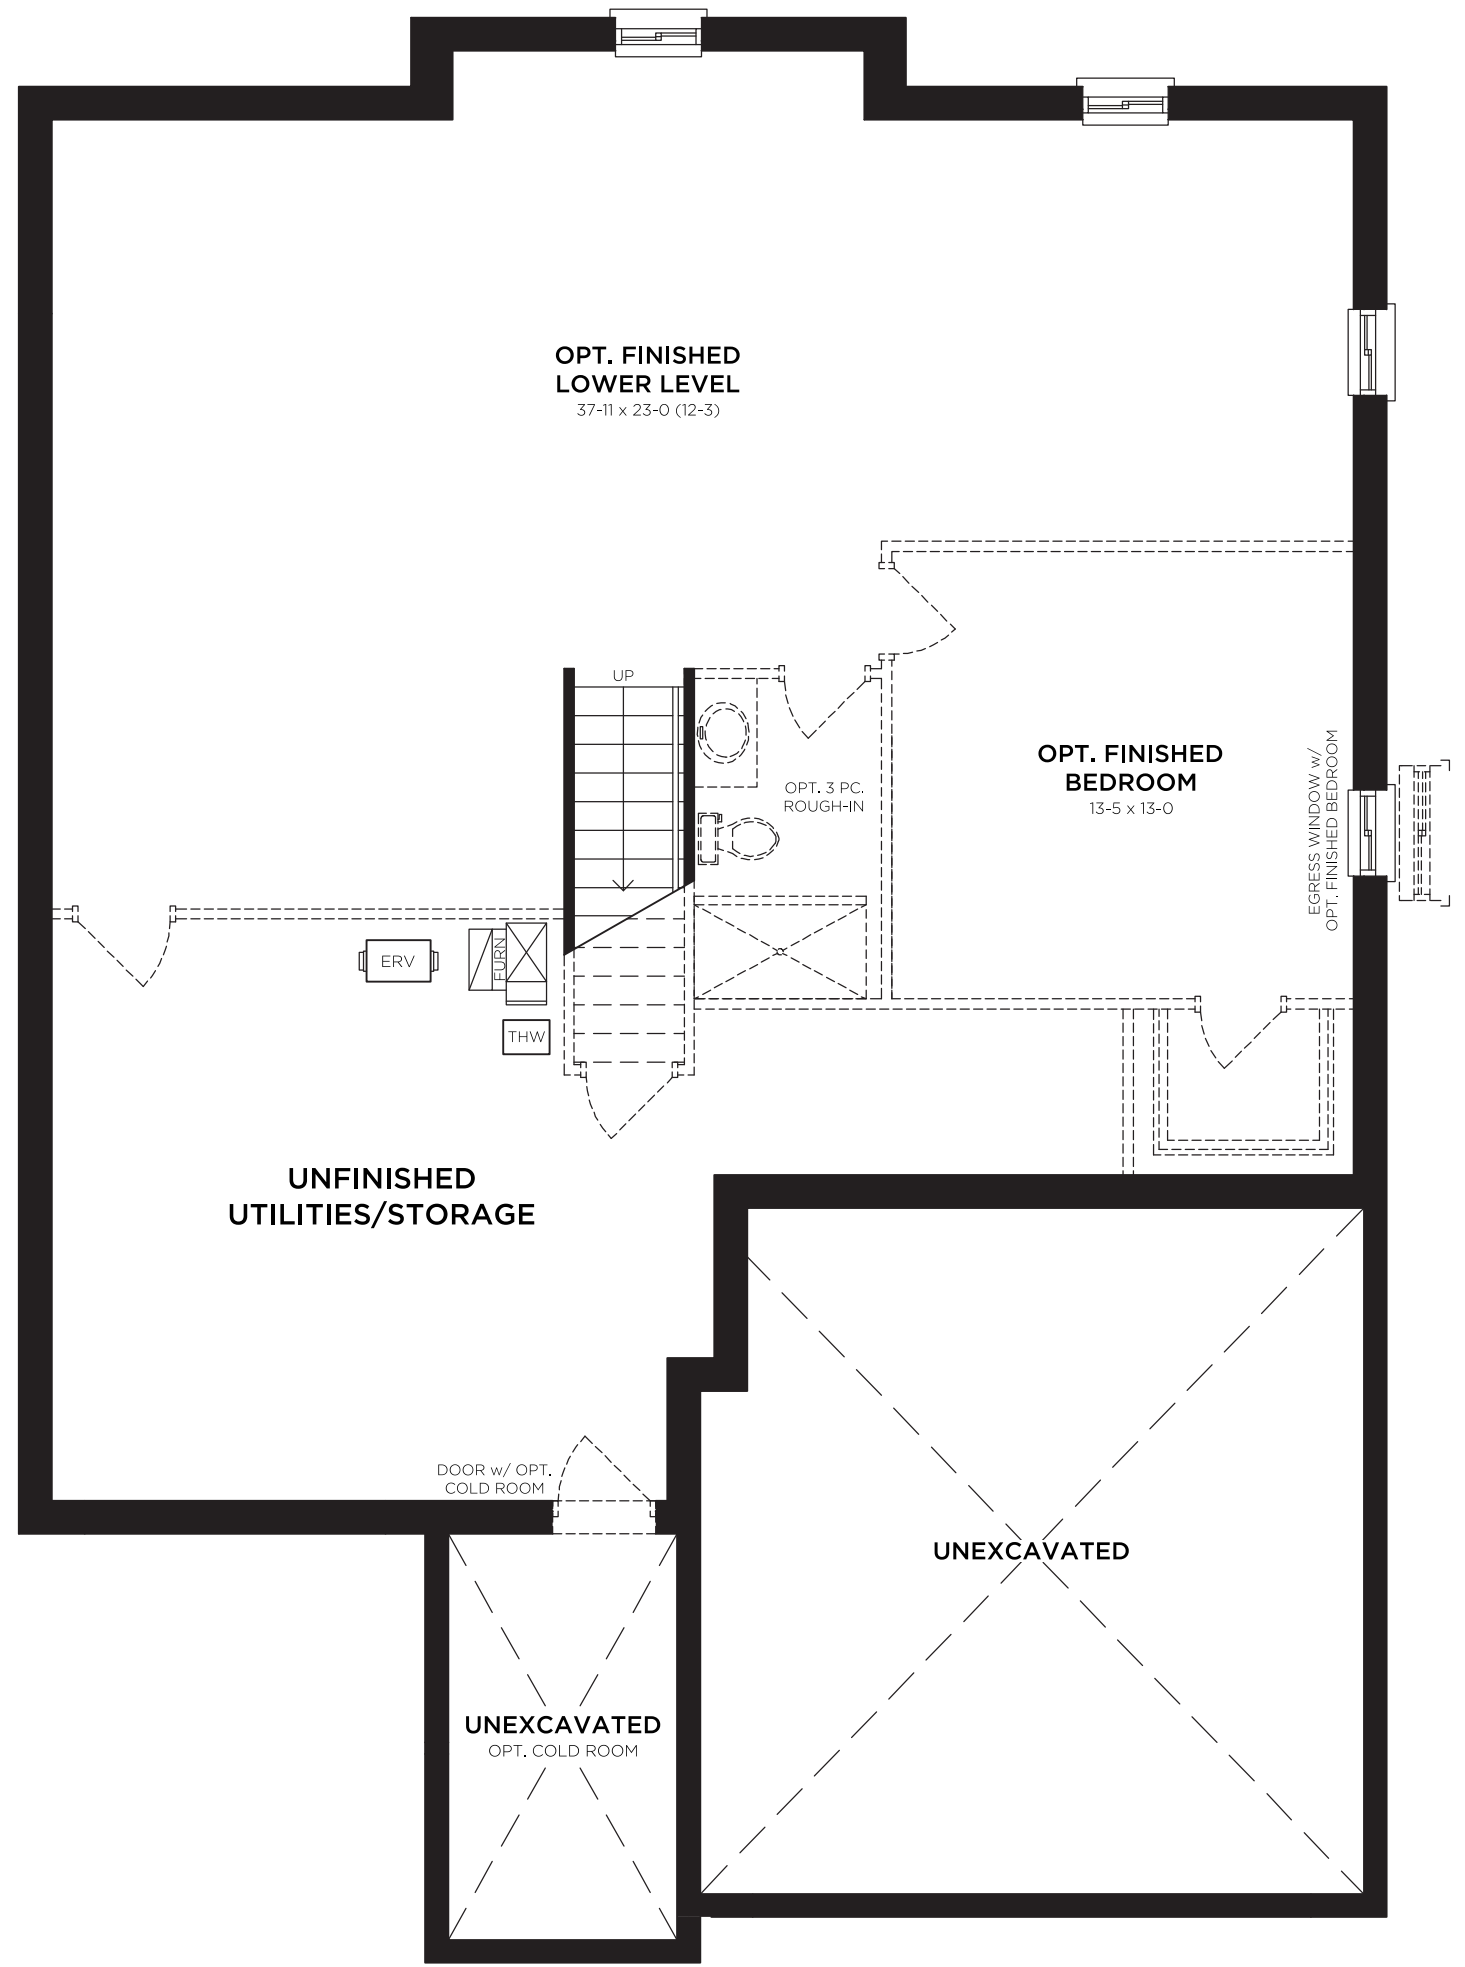 OPT. FINISHED
LOWER LEVEL
37-11 x 23-0 (12-3)
UP
OPT. FINISHED
BEDROOM
13-5 x 13-0
EGRESS WINDOW w/
OPT. FINISHED BEDROOM
OPT. 3 PC.
ROUGH-IN
ERV
FURN
THW
UNFINISHED
UTILITIES/STORAGE
DOOR w/ OPT.
COLD ROOM
UNEXCAVATED
UNEXCAVATED
OPT. COLD ROOM